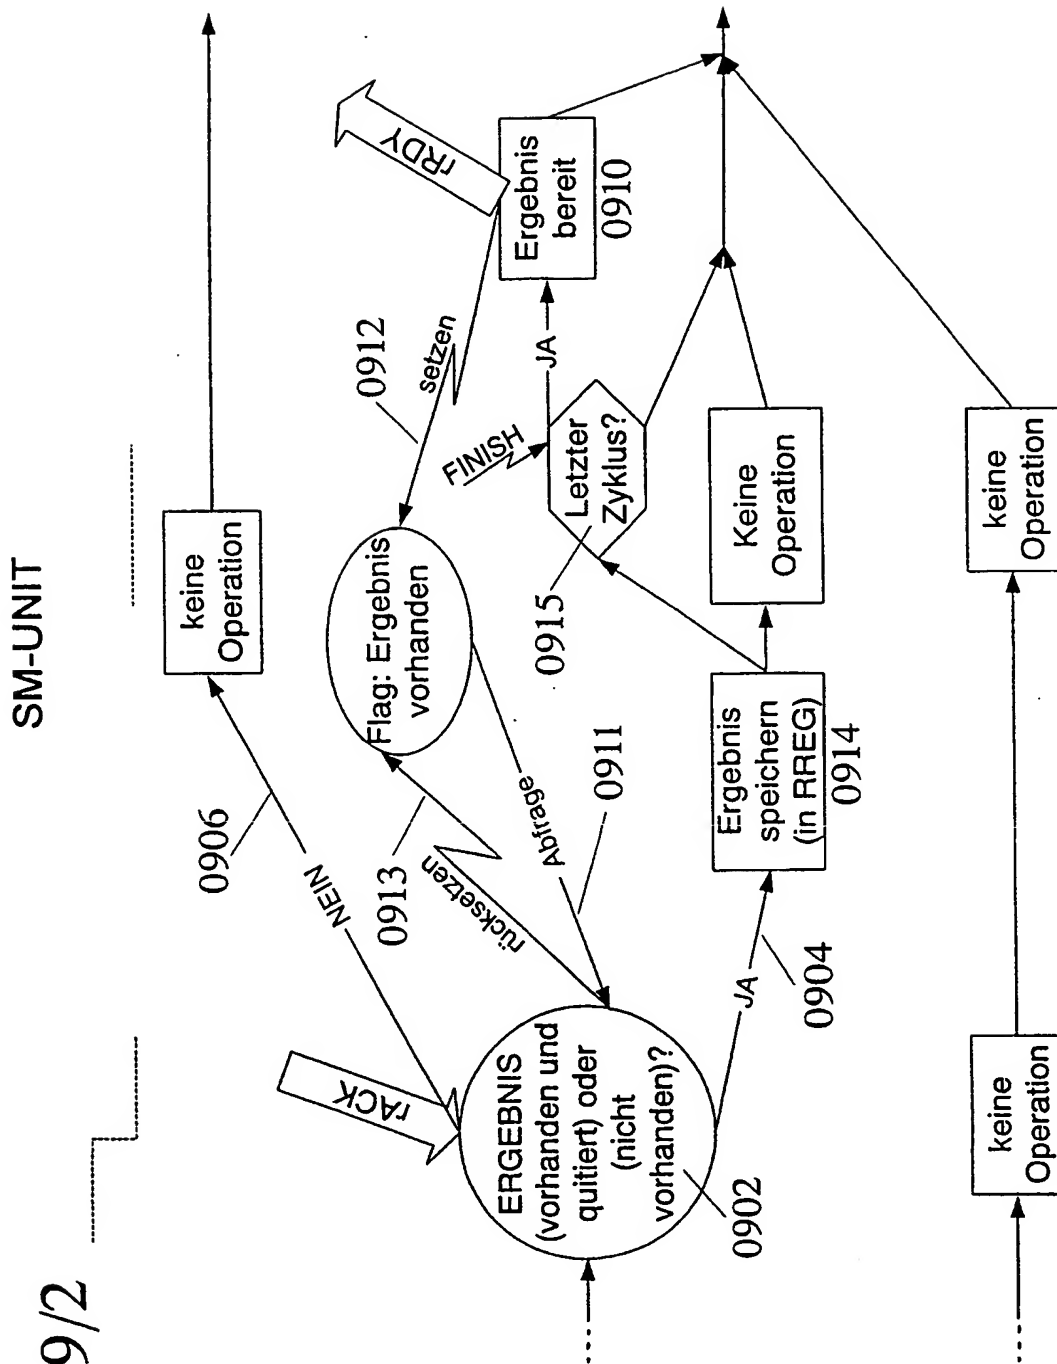 9/2
SM-UNIT
rACK
ERGEBNIS
(vorhanden und
quitiert) oder
(nicht
vorhanden)?
0902
NEIN
0906
keine
Operation
Flag: Ergebnis
vorhanden
rücksetzen
0913
Abfrage
0911
setzen
0912
rRDY
JA
0904
Ergebnis
speichern
(in RREG)
0914
Letzter
Zyklus?
0915
FINISH
JA
Ergebnis
bereit
0910
Keine
Operation
keine
Operation
keine
Operation